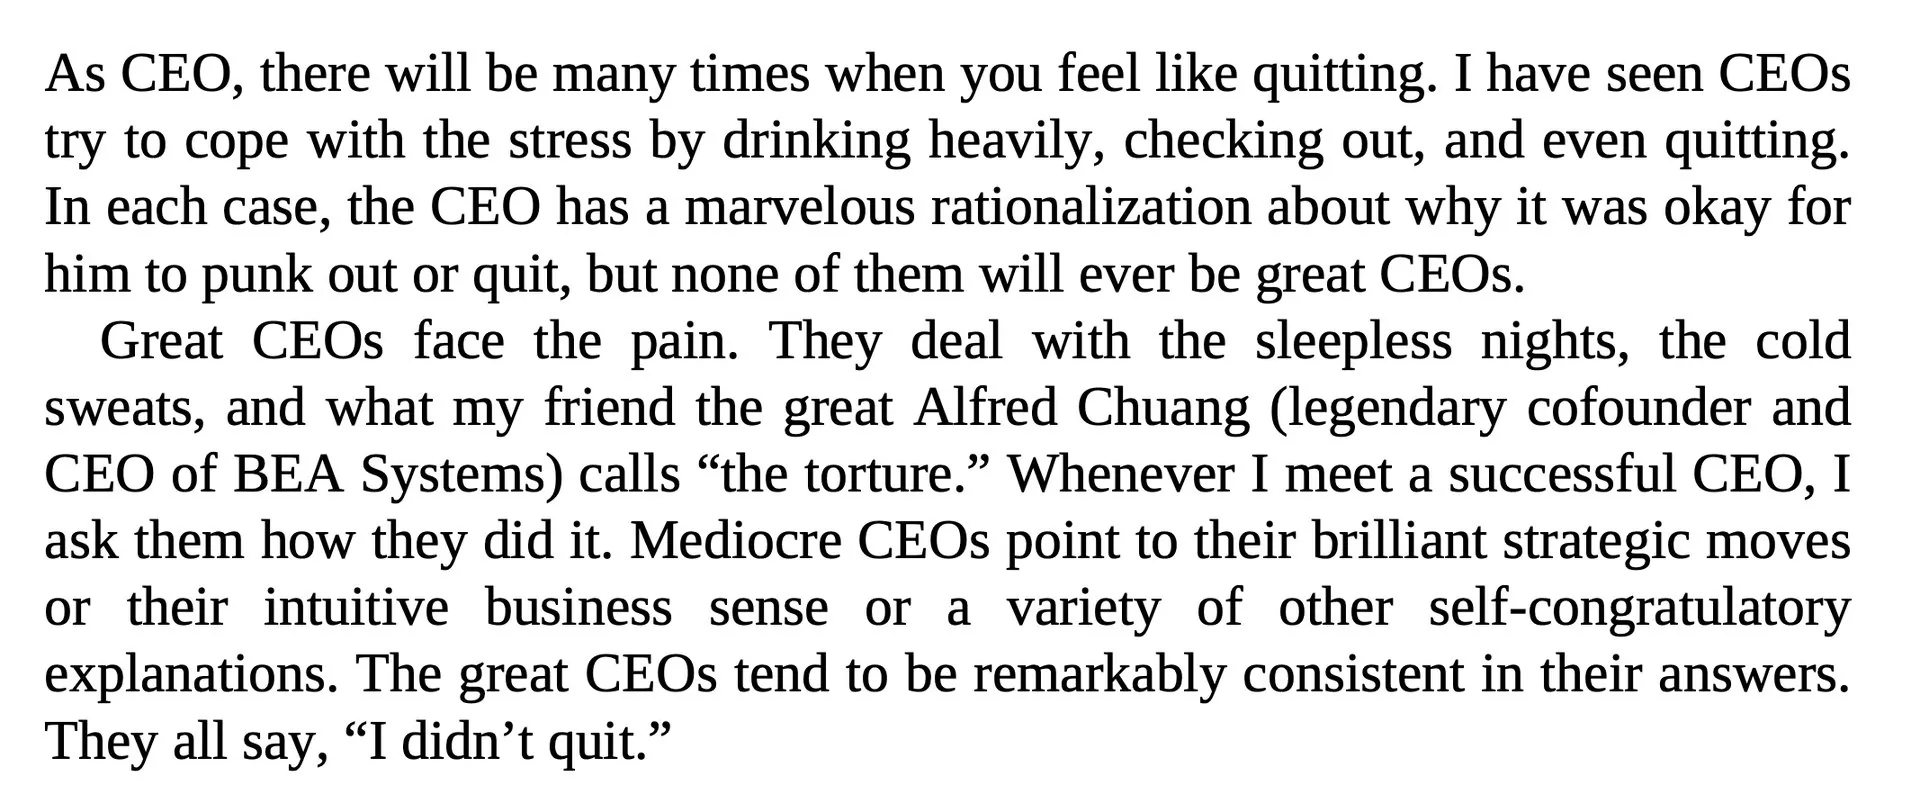 As CEO, there will be many times when you feel like quitting. I have seen CEOs
try to cope with the stress by drinking heavily, checking out, and even quitting.
In each case, the CEO has a marvelous rationalization about why it was okay for
him to punk out or quit, but none of them will ever be great CEOs.
Great CEOs face the pain. They deal with the sleepless nights, the cold
sweats, and what my friend the great Alfred Chuang (legendary cofounder and
CEO of BEA Systems) calls “the torture.” Whenever I meet a successful CEO, I
ask them how they did it. Mediocre CEOs point to their brilliant strategic moves
or their intuitive business sense or a variety of other self-congratulatory
explanations. The great CEOs tend to be remarkably consistent in their answers.
They all say, “I didn’t quit.”